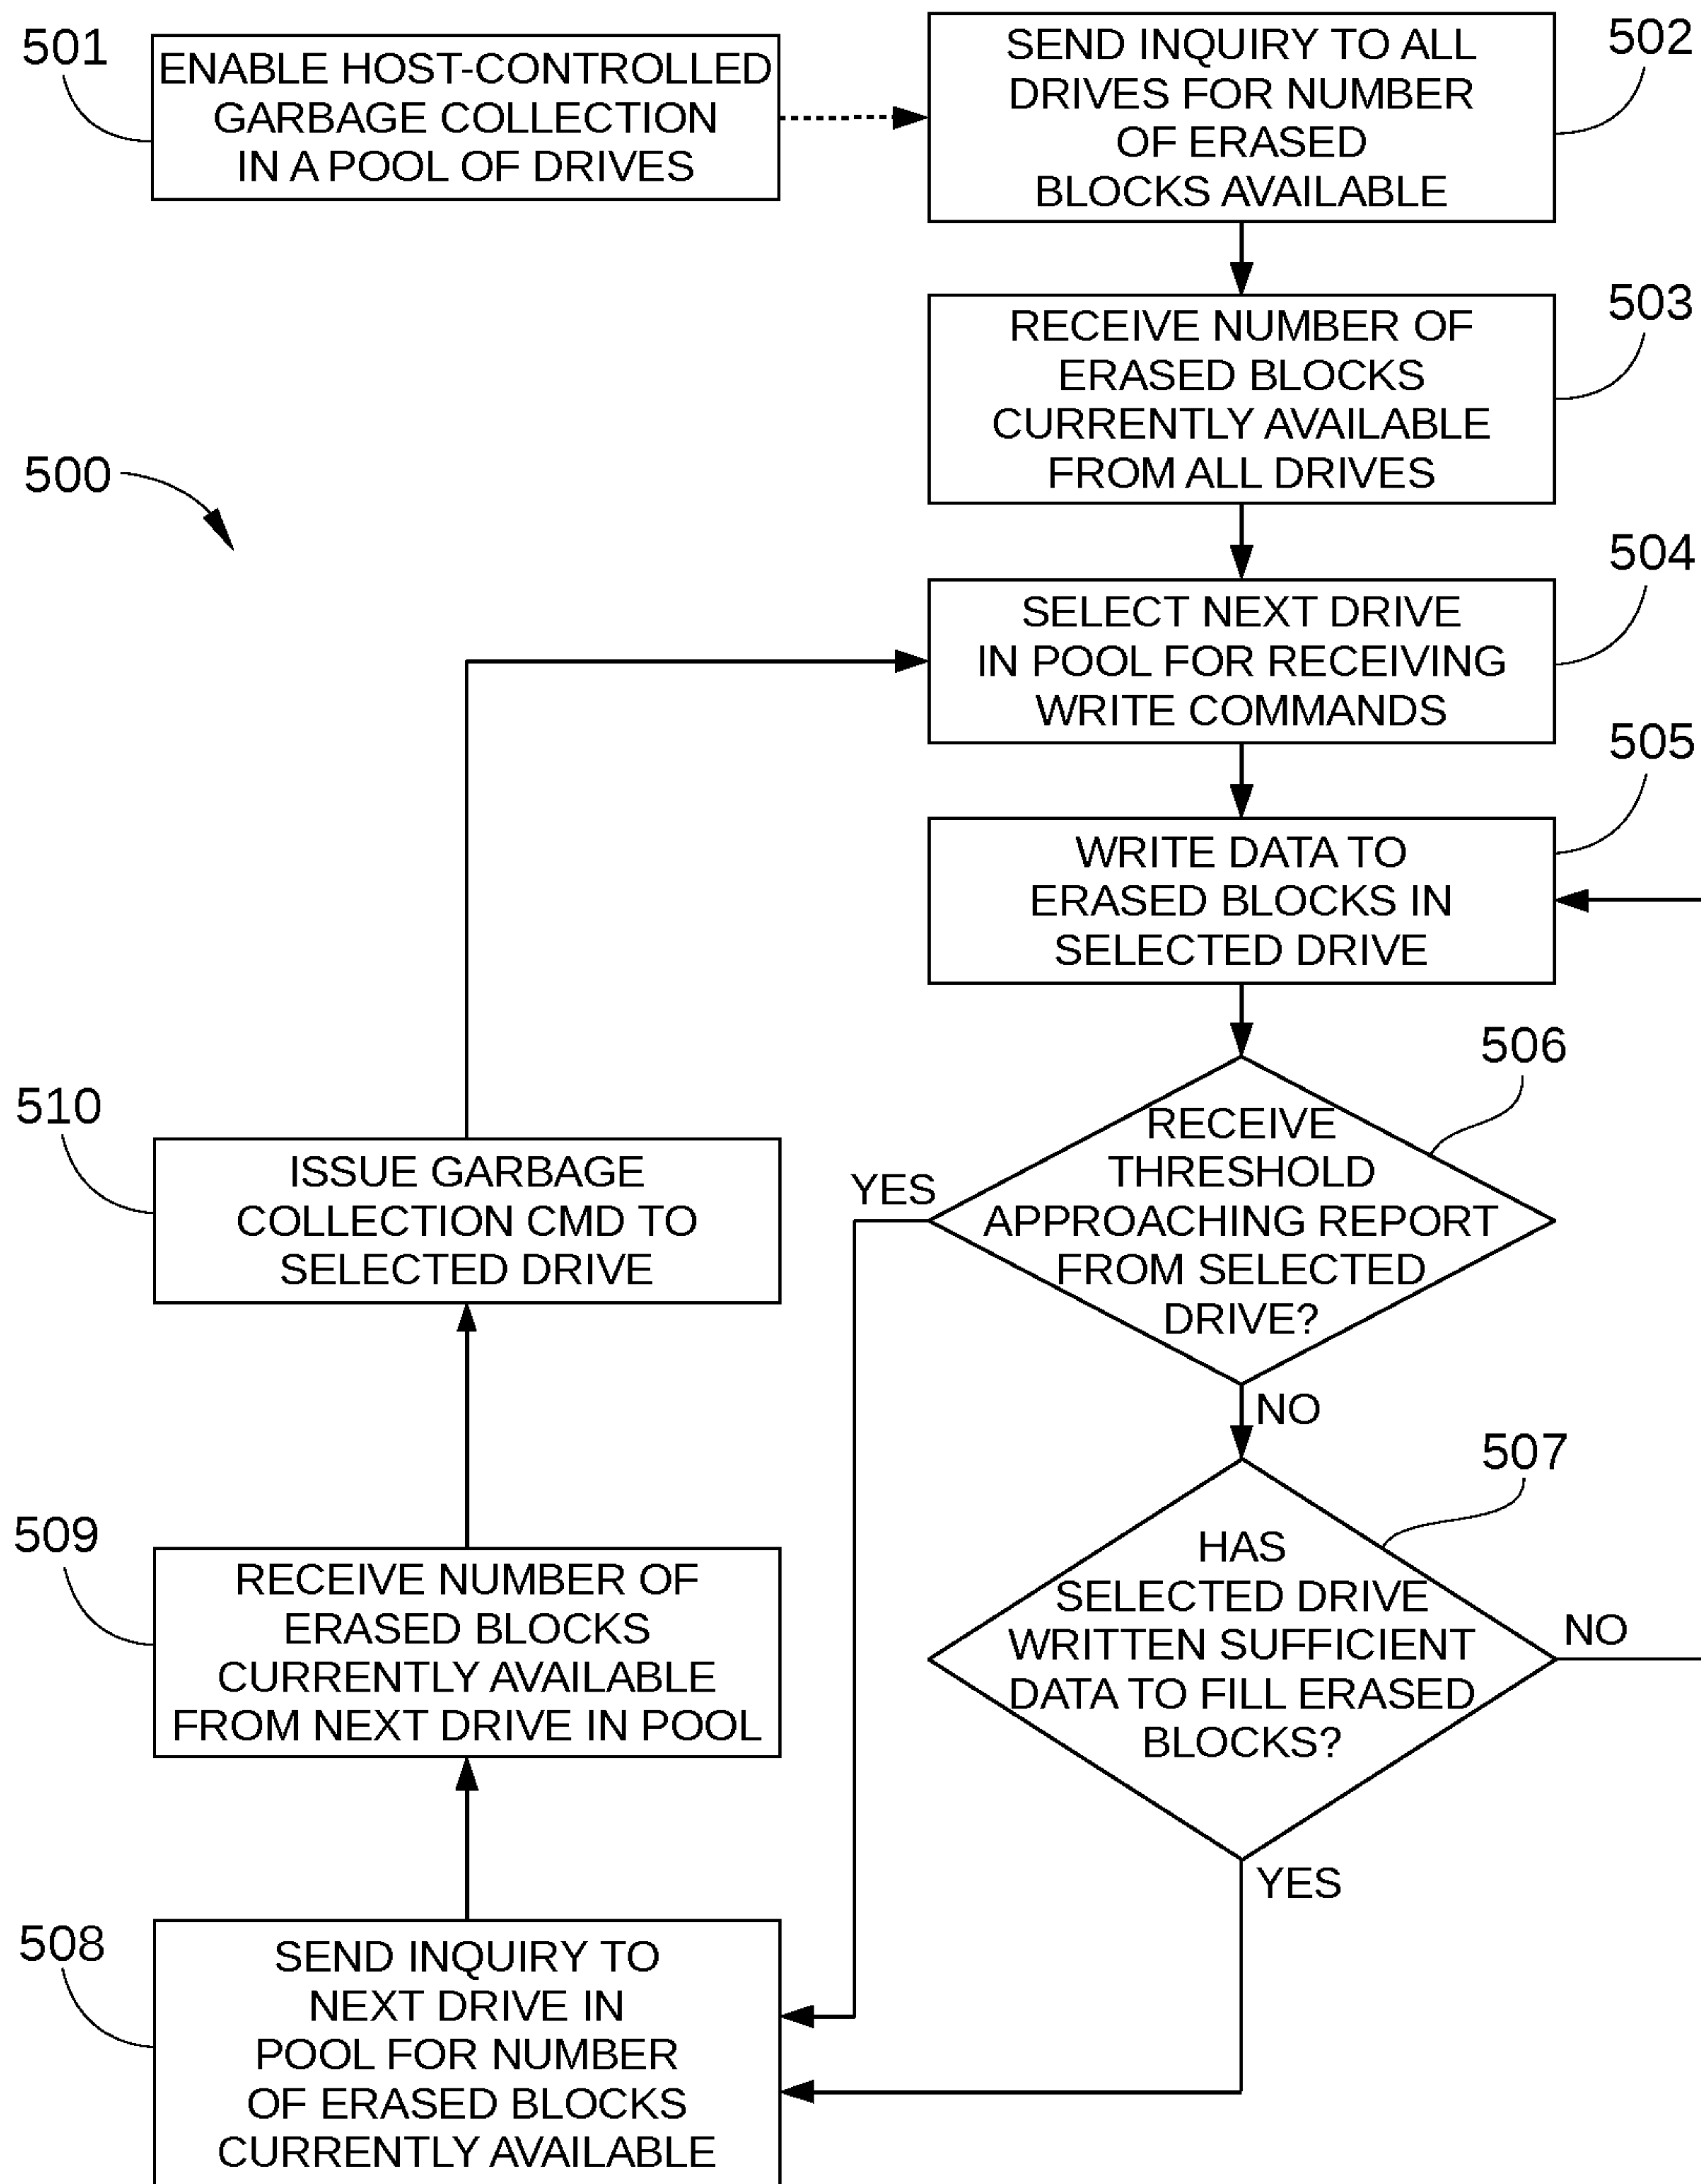 501
ENABLE HOST-CONTROLLED
GARBAGE COLLECTION
IN A POOL OF DRIVES
502
SEND INQUIRY TO ALL
DRIVES FOR NUMBER
OF ERASED
BLOCKS AVAILABLE
503
RECEIVE NUMBER OF
ERASED BLOCKS
CURRENTLY AVAILABLE
FROM ALL DRIVES
500
504
SELECT NEXT DRIVE
IN POOL FOR RECEIVING
WRITE COMMANDS
505
WRITE DATA TO
ERASED BLOCKS IN
SELECTED DRIVE
506
RECEIVE
THRESHOLD
APPROACHING REPORT
FROM SELECTED
DRIVE?
YES
NO
507
HAS
SELECTED DRIVE
WRITTEN SUFFICIENT
DATA TO FILL ERASED
BLOCKS?
NO
YES
508
SEND INQUIRY TO
NEXT DRIVE IN
POOL FOR NUMBER
OF ERASED BLOCKS
CURRENTLY AVAILABLE
509
RECEIVE NUMBER OF
ERASED BLOCKS
CURRENTLY AVAILABLE
FROM NEXT DRIVE IN POOL
510
ISSUE GARBAGE
COLLECTION CMD TO
SELECTED DRIVE